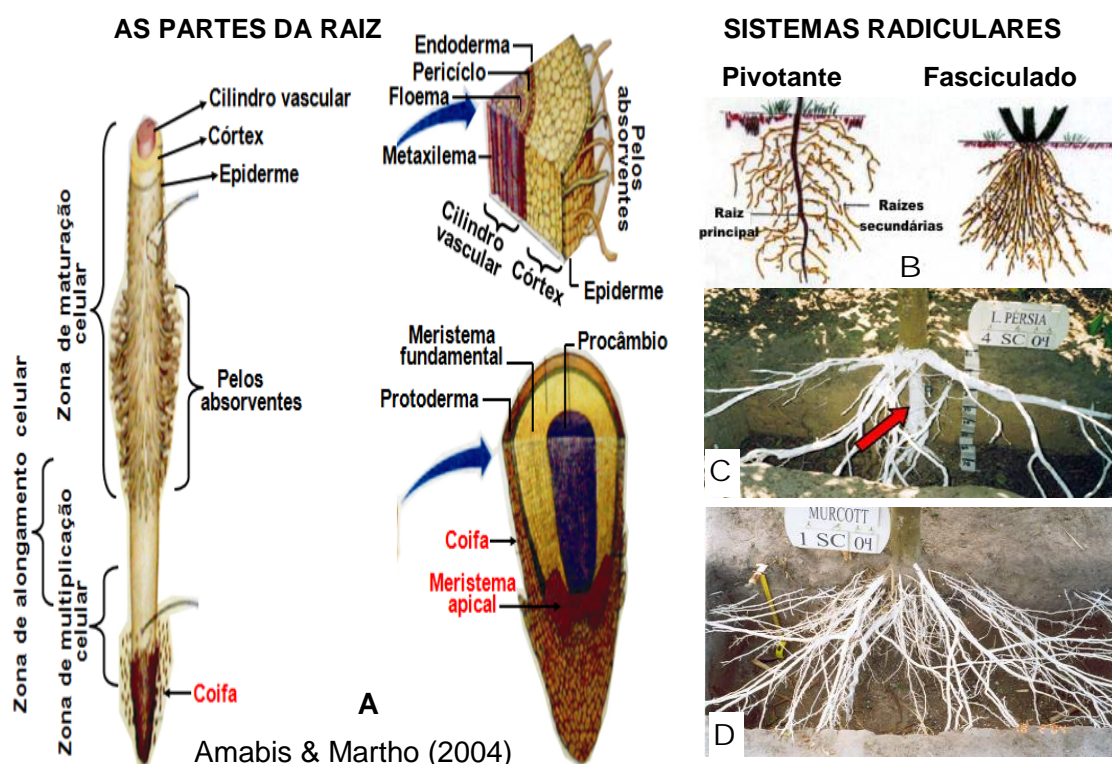 AS PARTES DA RAIZ
Cilindro vascular
Córtex
Epiderme
Zona de maturação
celular
Pelos
absorventes
Zona de alongamento celular
Zona de multiplicação
celular
Coifa
Endoderma
Pericíclo
Floema
Metaxilema
Pelos
absorventes
Cilindro
vascular
Córtex
Epiderme
Meristema
fundamental
Procâmbio
Protoderma
Coifa
Meristema
apical
A
Amabis & Martho (2004)
SISTEMAS RADICULARES
Pivotante
Fasciculado
Raiz
principal
Raízes
secundárias
B
L. PÉRSIA
4 SC 04
C
MURCOTT
1 SC 04
D